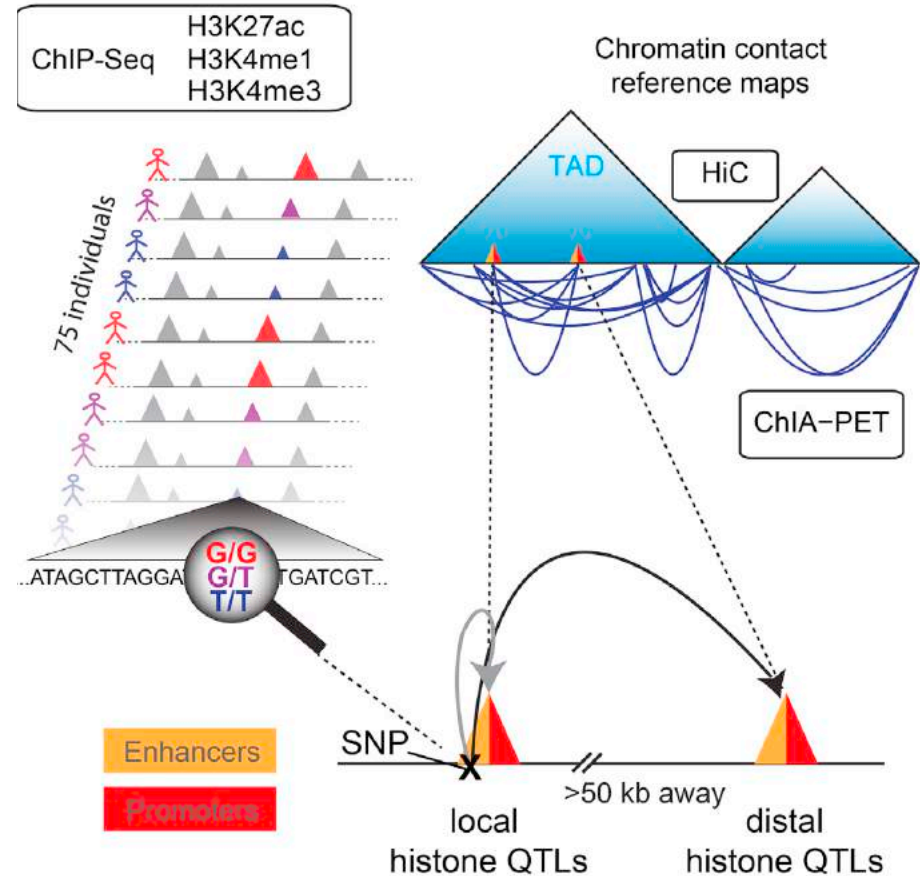 ChIP-Seq
H3K27ac
H3K4me1
H3K4me3
Chromatin contact
reference maps
TAD
HiC
ChIA-PET
75 individuals
G/G
G/T
T/T
...ATAGCTTAGGAT TGATCGT...
Enhancers
Promoters
SNP
>50 kb away
local
histone QTLs
distal
histone QTLs